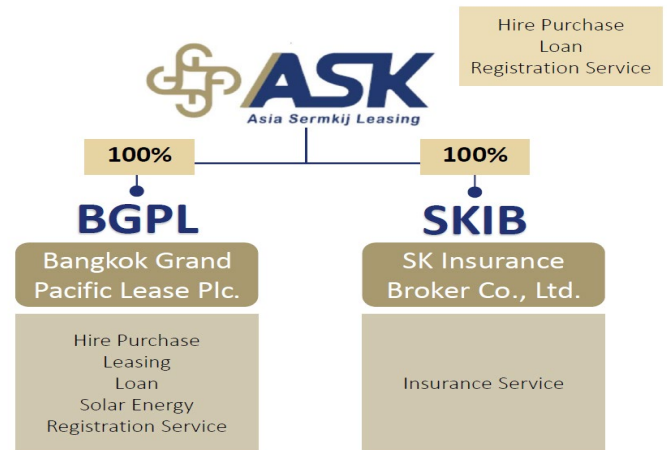 Hire Purchase
Loan
Registration Service
ASK
Asia Sermkij Leasing
100%
100%
BGPL
SKIB
Bangkok Grand
Pacific Lease Plc.
SK Insurance
Broker Co., Ltd.
Hire Purchase
Leasing
Loan
Solar Energy
Registration Service
Insurance Service